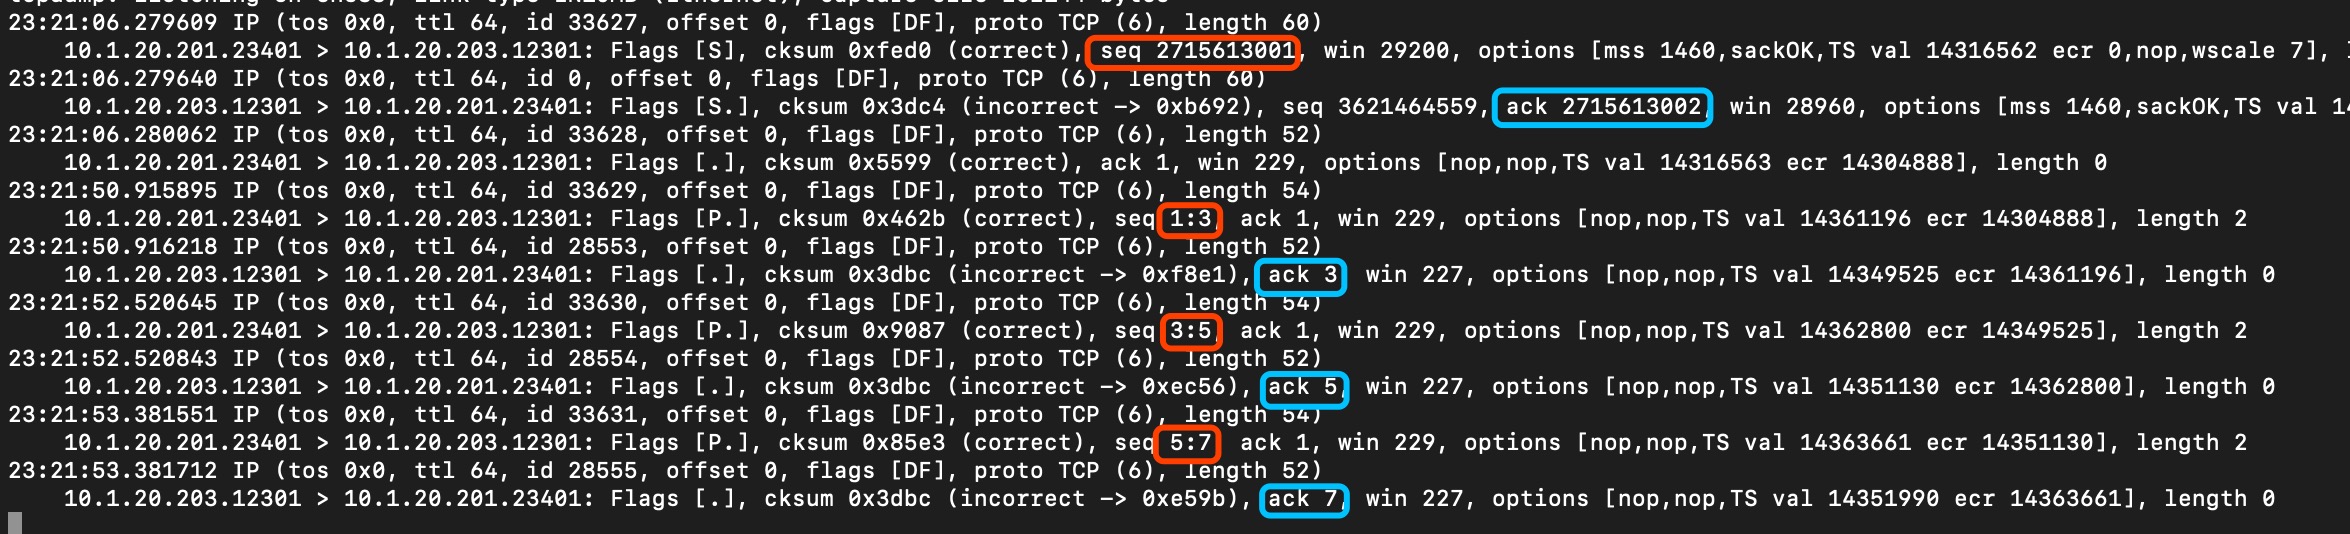 23:21:06.279609 IP (tos 0x0, ttl 64, id 33627, offset 0, flags [DF], proto TCP (6), length 60)
10.1.20.201.23401 > 10.1.20.203.12301: Flags [S], cksum 0xfed0 (correct), seq 2715613001, win 29200, options [mss 1460,sackOK,TS val 14316562 ecr 0,nop,wscale 7],
23:21:06.279640 IP (tos 0x0, ttl 64, id 0, offset 0, flags [DF], proto TCP (6), length 60)
10.1.20.203.12301 > 10.1.20.201.23401: Flags [S.], cksum 0x3dc4 (incorrect -> 0xb692), seq 3621464559, ack 2715613002, win 28960, options [mss 1460,sackOK,TS val 14
23:21:06.280062 IP (tos 0x0, ttl 64, id 33628, offset 0, flags [DF], proto TCP (6), length 52)
10.1.20.201.23401 > 10.1.20.203.12301: Flags [.], cksum 0x5599 (correct), ack 1, win 229, options [nop,nop,TS val 14316563 ecr 14304888], length 0
23:21:50.915895 IP (tos 0x0, ttl 64, id 33629, offset 0, flags [DF], proto TCP (6), length 54)
10.1.20.201.23401 > 10.1.20.203.12301: Flags [P.], cksum 0x462b (correct), seq 1:3, ack 1, win 229, options [nop,nop,TS val 14361196 ecr 14304888], length 2
23:21:50.916218 IP (tos 0x0, ttl 64, id 28553, offset 0, flags [DF], proto TCP (6), length 52)
10.1.20.203.12301 > 10.1.20.201.23401: Flags [.], cksum 0x3dbc (incorrect -> 0xf8e1), ack 3, win 227, options [nop,nop,TS val 14349525 ecr 14361196], length 0
23:21:52.520645 IP (tos 0x0, ttl 64, id 33630, offset 0, flags [DF], proto TCP (6), length 54)
10.1.20.201.23401 > 10.1.20.203.12301: Flags [P.], cksum 0x9087 (correct), seq 3:5, ack 1, win 229, options [nop,nop,TS val 14362800 ecr 14349525], length 2
23:21:52.520843 IP (tos 0x0, ttl 64, id 28554, offset 0, flags [DF], proto TCP (6), length 52)
10.1.20.203.12301 > 10.1.20.201.23401: Flags [.], cksum 0x3dbc (incorrect -> 0xec56), ack 5, win 227, options [nop,nop,TS val 14351130 ecr 14362800], length 0
23:21:53.381551 IP (tos 0x0, ttl 64, id 33631, offset 0, flags [DF], proto TCP (6), length 54)
10.1.20.201.23401 > 10.1.20.203.12301: Flags [P.], cksum 0x85e3 (correct), seq 5:7, ack 1, win 229, options [nop,nop,TS val 14363661 ecr 14351130], length 2
23:21:53.381712 IP (tos 0x0, ttl 64, id 28555, offset 0, flags [DF], proto TCP (6), length 52)
10.1.20.203.12301 > 10.1.20.201.23401: Flags [.], cksum 0x3dbc (incorrect -> 0xe59b), ack 7, win 227, options [nop,nop,TS val 14351990 ecr 14363661], length 0